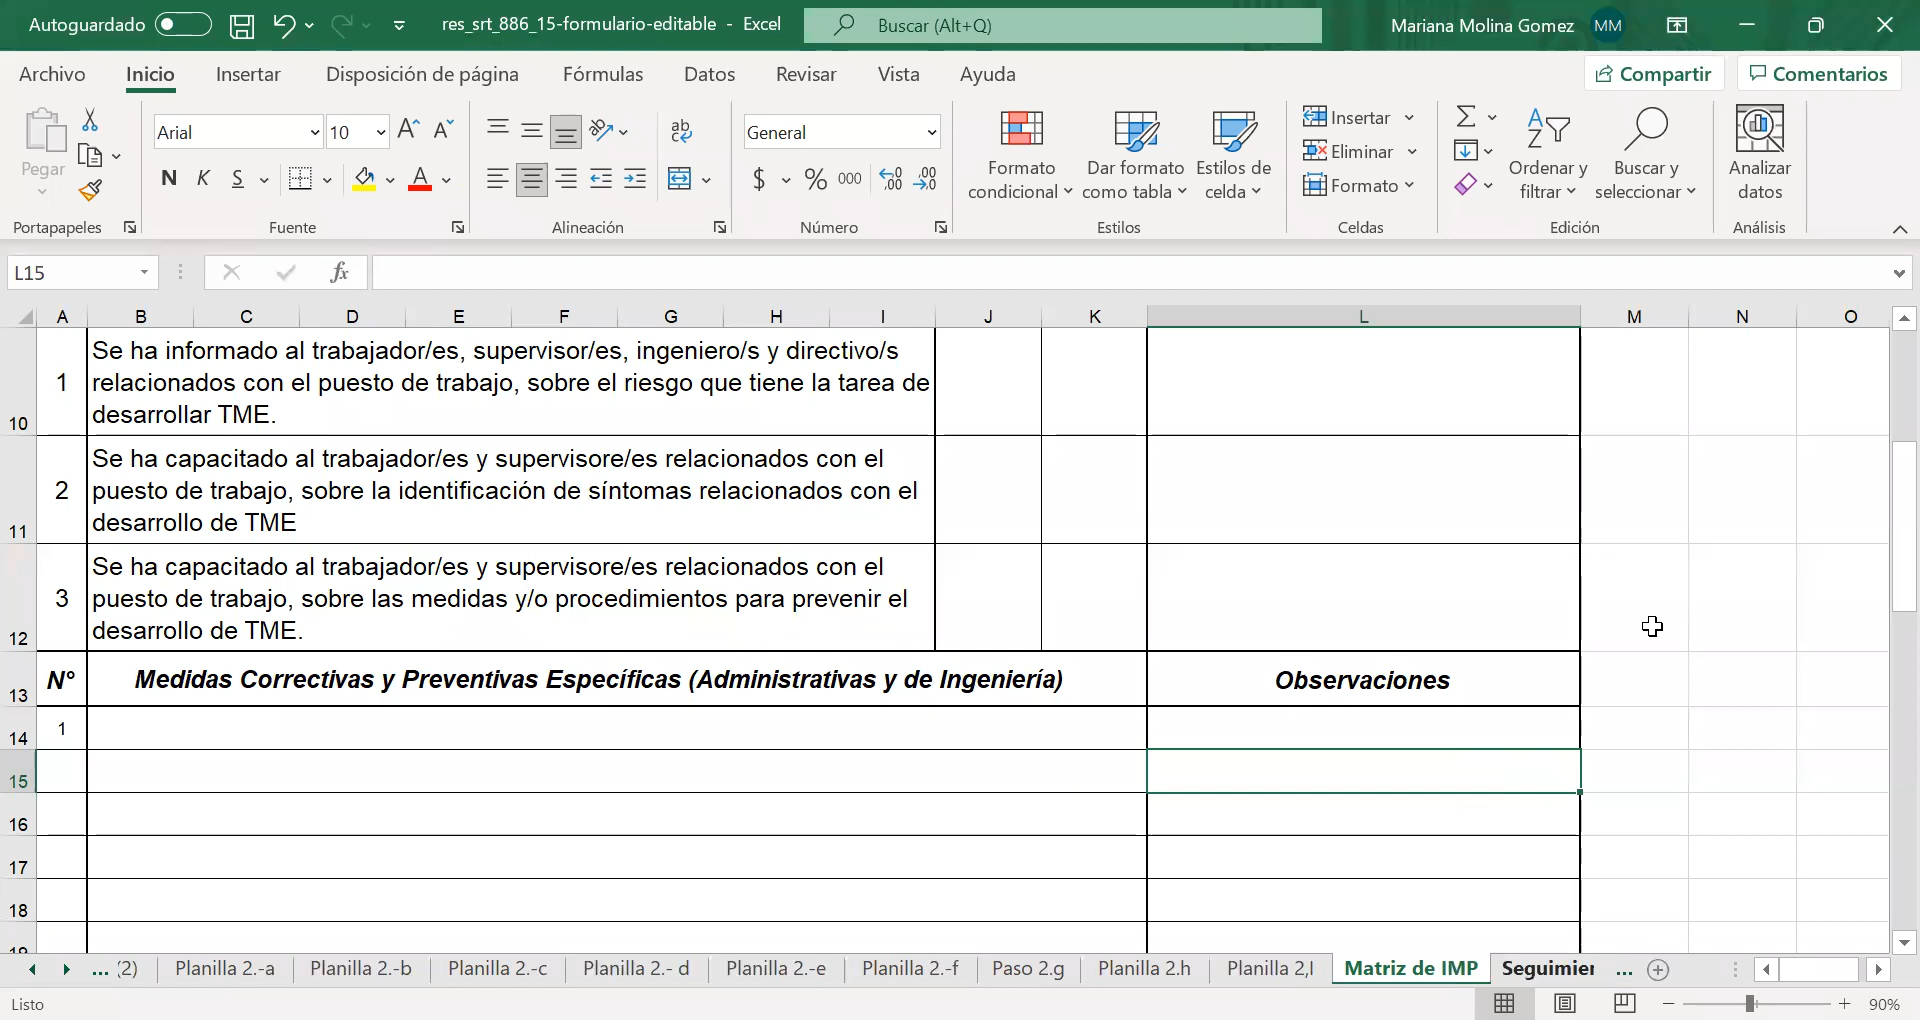 Autoguardado
res_srt_886_15-formulario-editable - Excel
Buscar (Alt+Q)
Mariana Molina Gomez MM
Archivo Inicio Insertar Disposición de página Fórmulas Datos Revisar Vista Ayuda
Compartir Comentarios
Pegar
Arial 10
ab
General
Formato condicional
Dar formato como tabla
Estilos de celda
Insertar
Eliminar
Formato
Ordenar y filtrar
Buscar y seleccionar
Analizar datos
N K S
$ % 000
Portapapeles Fuente Alineación Número Estilos Celdas Edición Análisis
L15
fx
A B C D E F G H I J K L M N O
10
1
Se ha informado al trabajador/es, supervisor/es, ingeniero/s y directivo/s
relacionados con el puesto de trabajo, sobre el riesgo que tiene la tarea de
desarrollar TME.
11
2
Se ha capacitado al trabajador/es y supervisore/es relacionados con el
puesto de trabajo, sobre la identificación de síntomas relacionados con el
desarrollo de TME
12
3
Se ha capacitado al trabajador/es y supervisore/es relacionados con el
puesto de trabajo, sobre las medidas y/o procedimientos para prevenir el
desarrollo de TME.
13 N° Medidas Correctivas y Preventivas Específicas (Administrativas y de Ingeniería) Observaciones
14 1
15
16
17
18
19
... (2) Planilla 2.-a Planilla 2.-b Planilla 2.-c Planilla 2.- d Planilla 2.-e Planilla 2.-f Paso 2.g Planilla 2.h Planilla 2,I Matriz de IMP Seguimier ...
Listo
90%